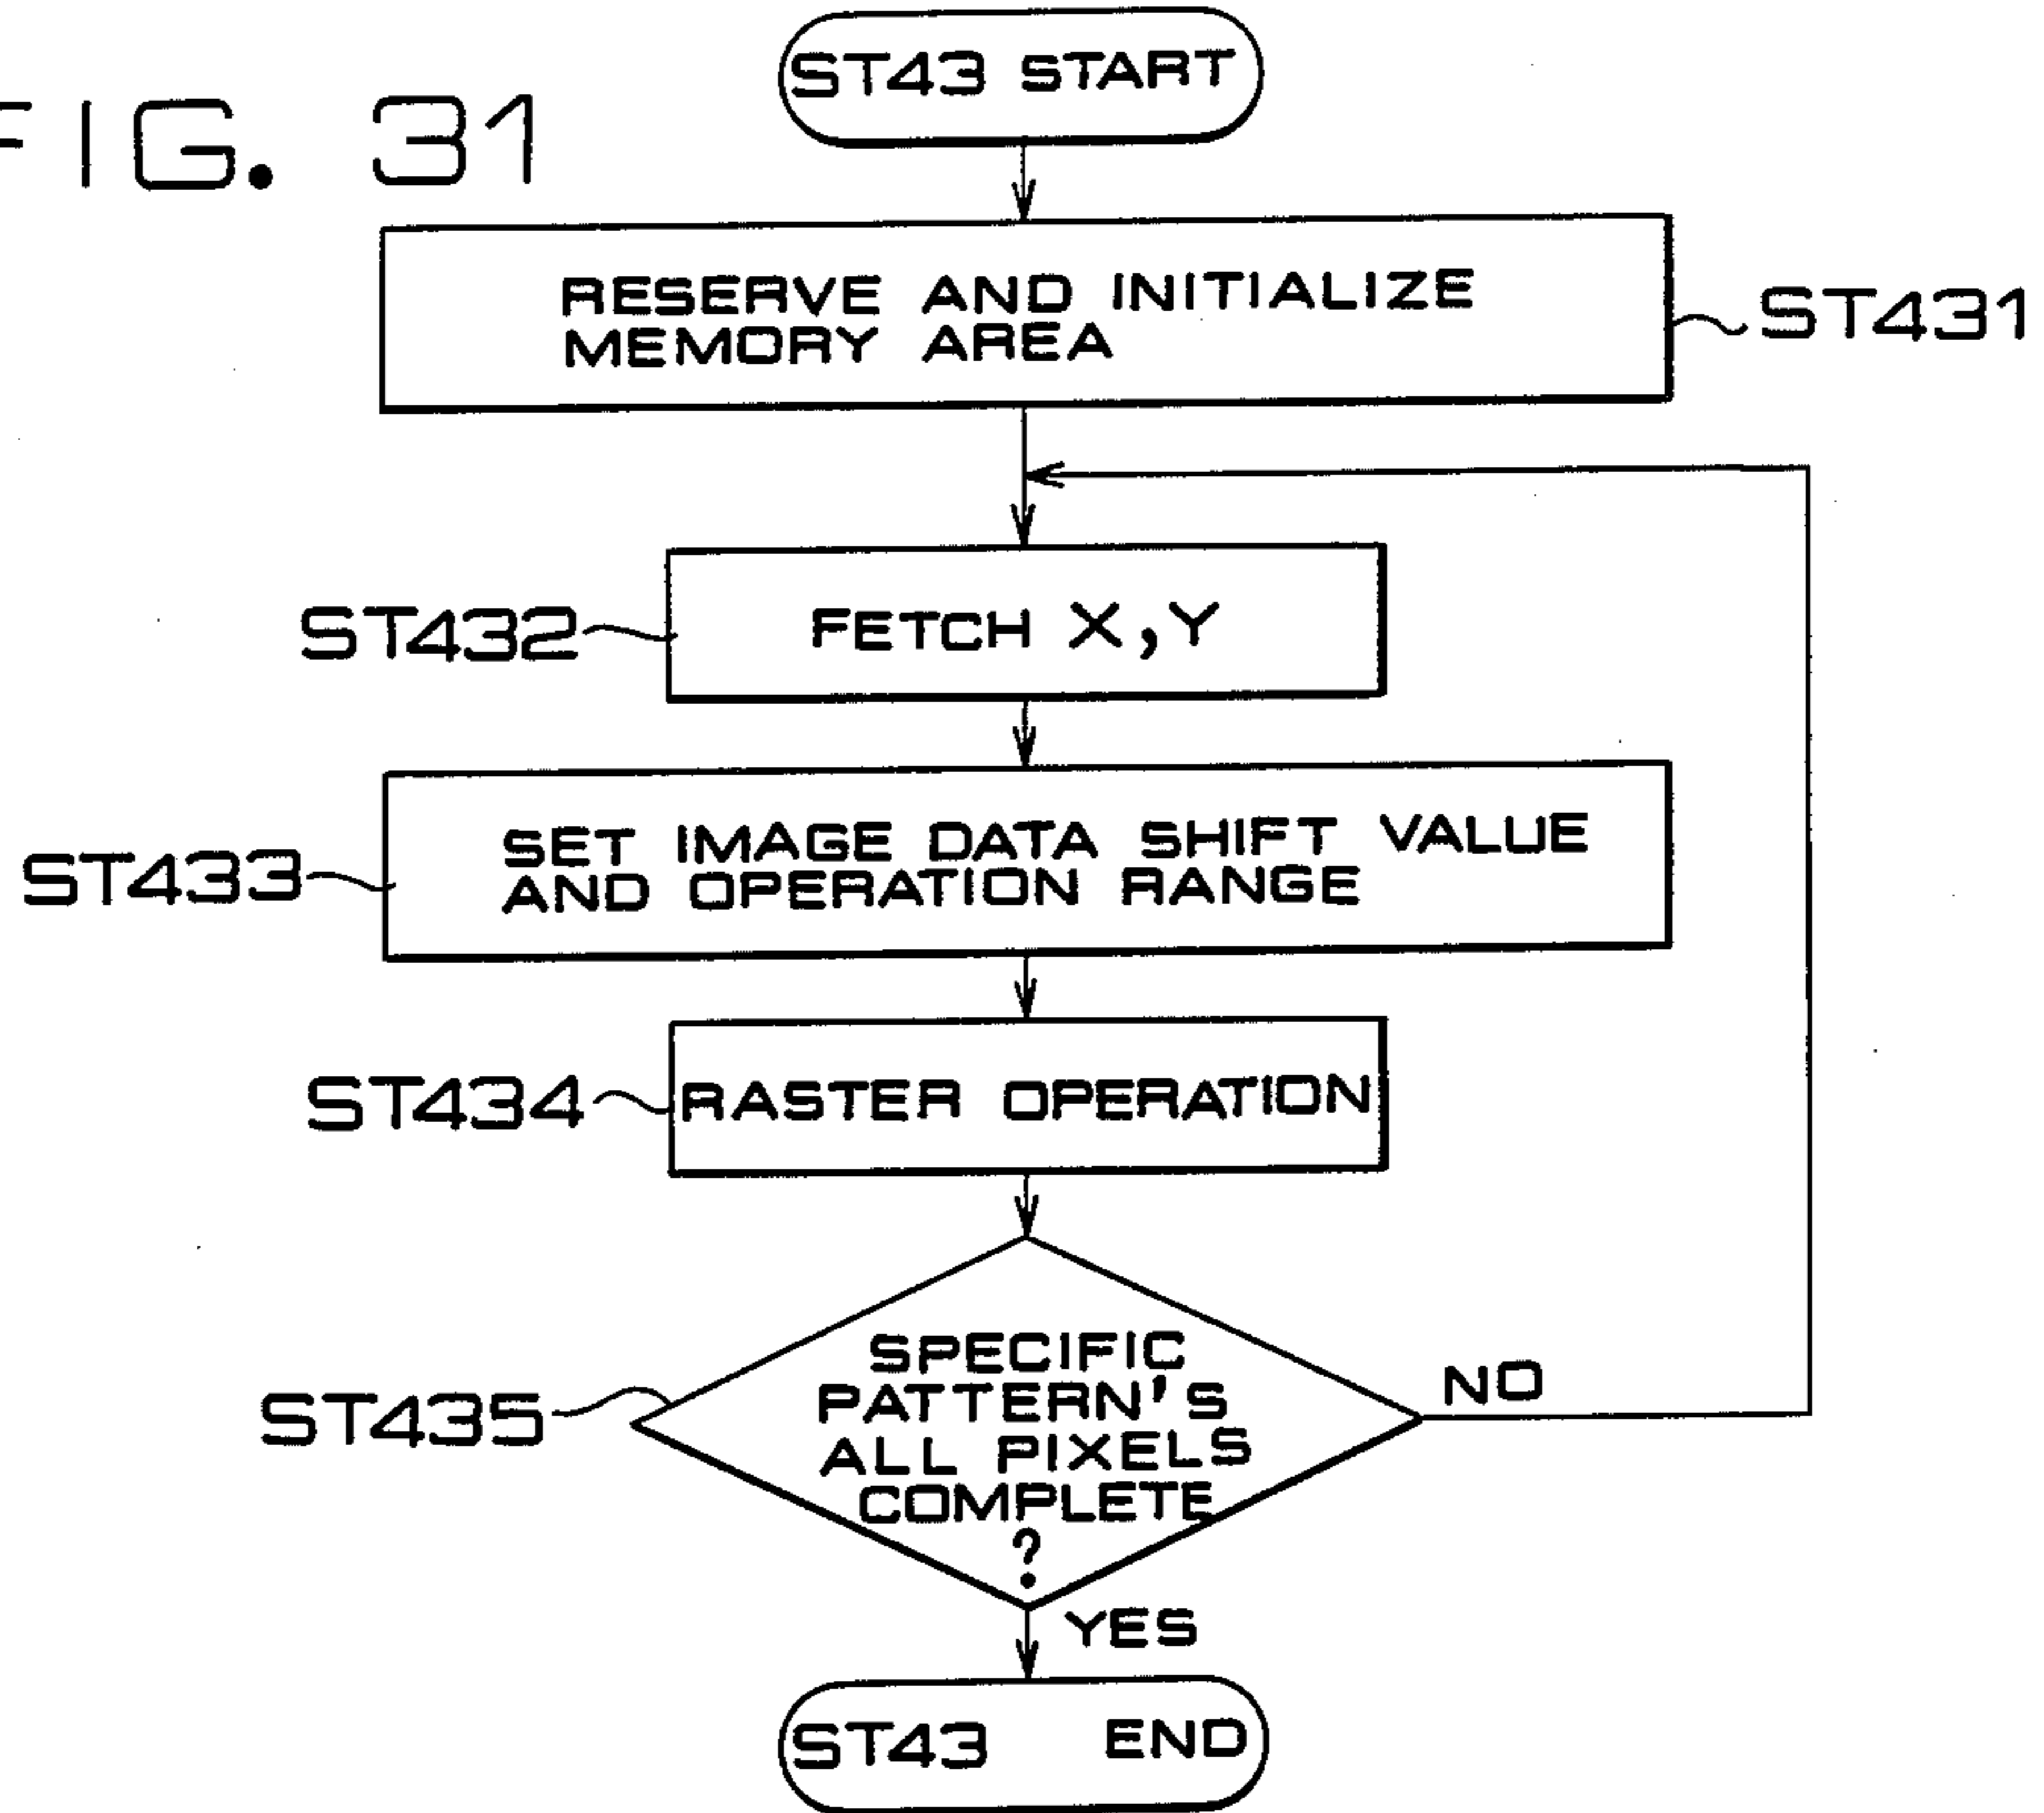 FIG. 31
ST43 START
RESERVE AND INITIALIZE
MEMORY AREA
ST431
ST432
FETCH X,Y
ST433
SET IMAGE DATA SHIFT VALUE
AND OPERATION RANGE
ST434
RASTER OPERATION
ST435
SPECIFIC
PATTERN'S
ALL PIXELS
COMPLETE
?
NO
YES
ST43 END